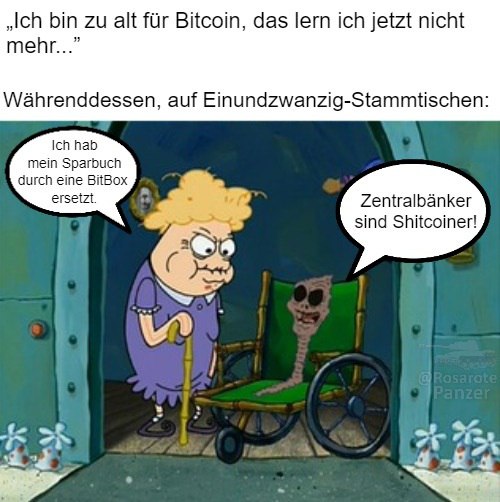 „Ich bin zu alt für Bitcoin, das lern ich jetzt nicht
mehr...”
Währenddessen, auf Einundzwanzig-Stammtischen:
Ich hab
mein Sparbuch
durch eine BitBox
ersetzt.
Zentralbänker
sind Shitcoiner!
@Rosarote
Panzer